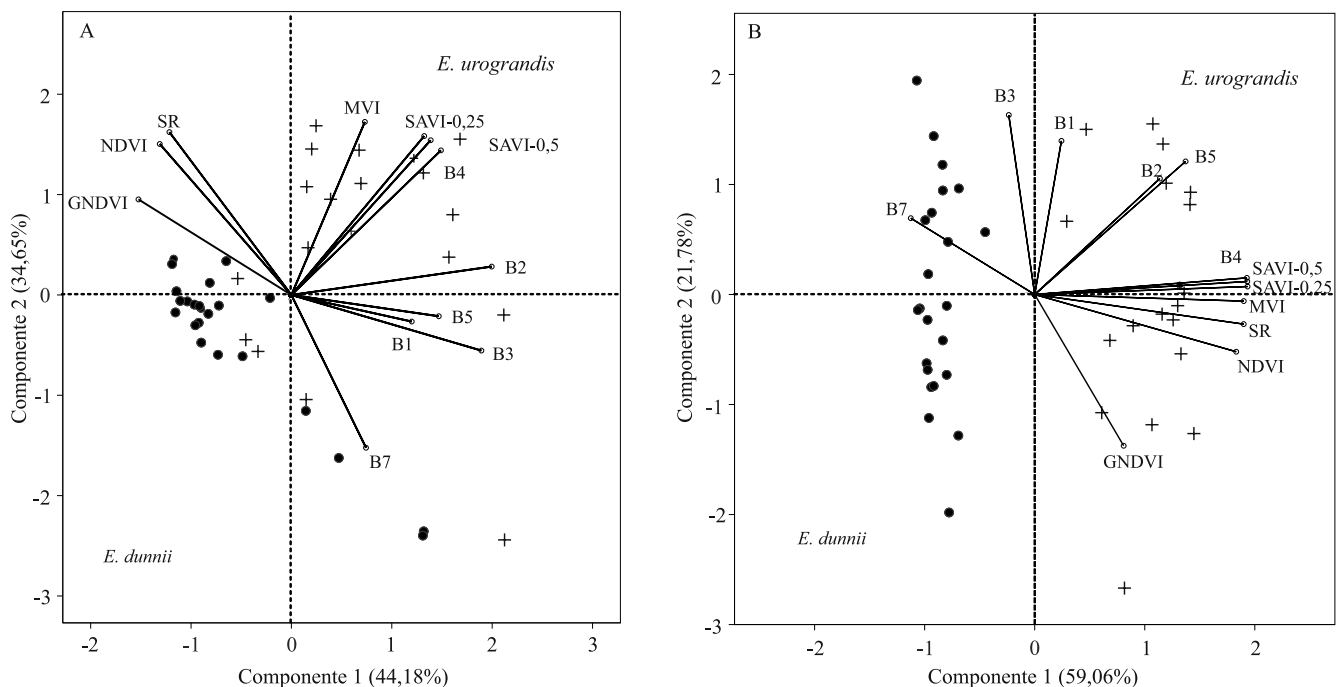 A
E. urograndis
MVI
SAVI-0,25
SR
SAVI-0,5
NDVI
B4
GNDVI
B2
B5
B1
B3
B7
E. dunnii
2
1
0
-1
-2
-3
-2
-1
0
1
2
3
Componente 2 (34,65%)
Componente 1 (44,18%)
B
E. urograndis
B3
B1
B5
B2
B7
B4
SAVI-0,5
SAVI-0,25
MVI
SR
NDVI
GNDVI
E. dunnii
2
1
0
-1
-2
-3
-2
-1
0
1
2
Componente 2 (21,78%)
Componente 1 (59,06%)